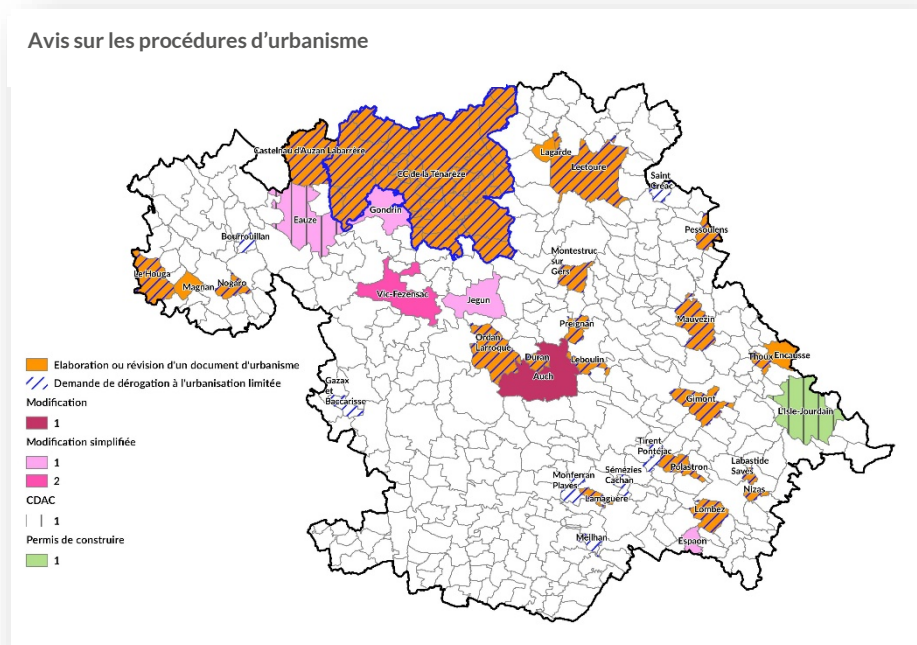 Avis sur les procédures d'urbanisme
Castelnau d'Auzan Labarrère
CC de la Ténarèze
Lagarde
Lectoure
Saint
Créac
Eauze
Gondrin
Pessoulens
Bourrouillan
Montestruc
sur
Gers
Le Houga
Magnan
Nogaro
Vic-Fezensac
Jegun
Mauvezin
Preignan
Ordan
Larroque
Duran
Leboulin
Auch
Thoux
Encausse
Elaboration ou révision d'un document d'urbanisme
Demande de dérogation à l'urbanisation limitée
Modification
1
Modification simplifiée
1
2
CDAC
1
Permis de construire
1
Gazax
et
Baccarisse
Gimont
L'Isle-Jourdain
Tirent
Pontéjac
Polastron
Labastide
Savès
Nizas
Monferran
Plavès
Sémézies
Cachan
Lamaguère
Lombez
Meilhan
Espaon